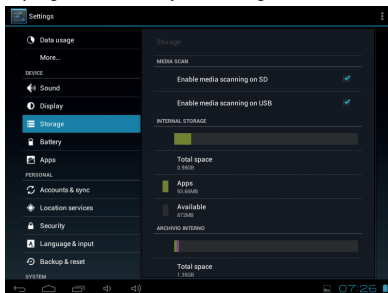 Settings
Data usage
More...
DEVICE
Sound
Display
Storage
Battery
Apps
PERSONAL
Accounts & sync
Location services
Security
Language & input
Backup & reset
SYSTEM
Storage
MEDIA SCAN
Enable media scanning on SD
Enable media scanning on USB
INTERNAL STORAGE
Total space
0.98GB
Apps
93.66MB
Available
872MB
ARCHIVIO INTERNO
Total space
1.36GB
07:26